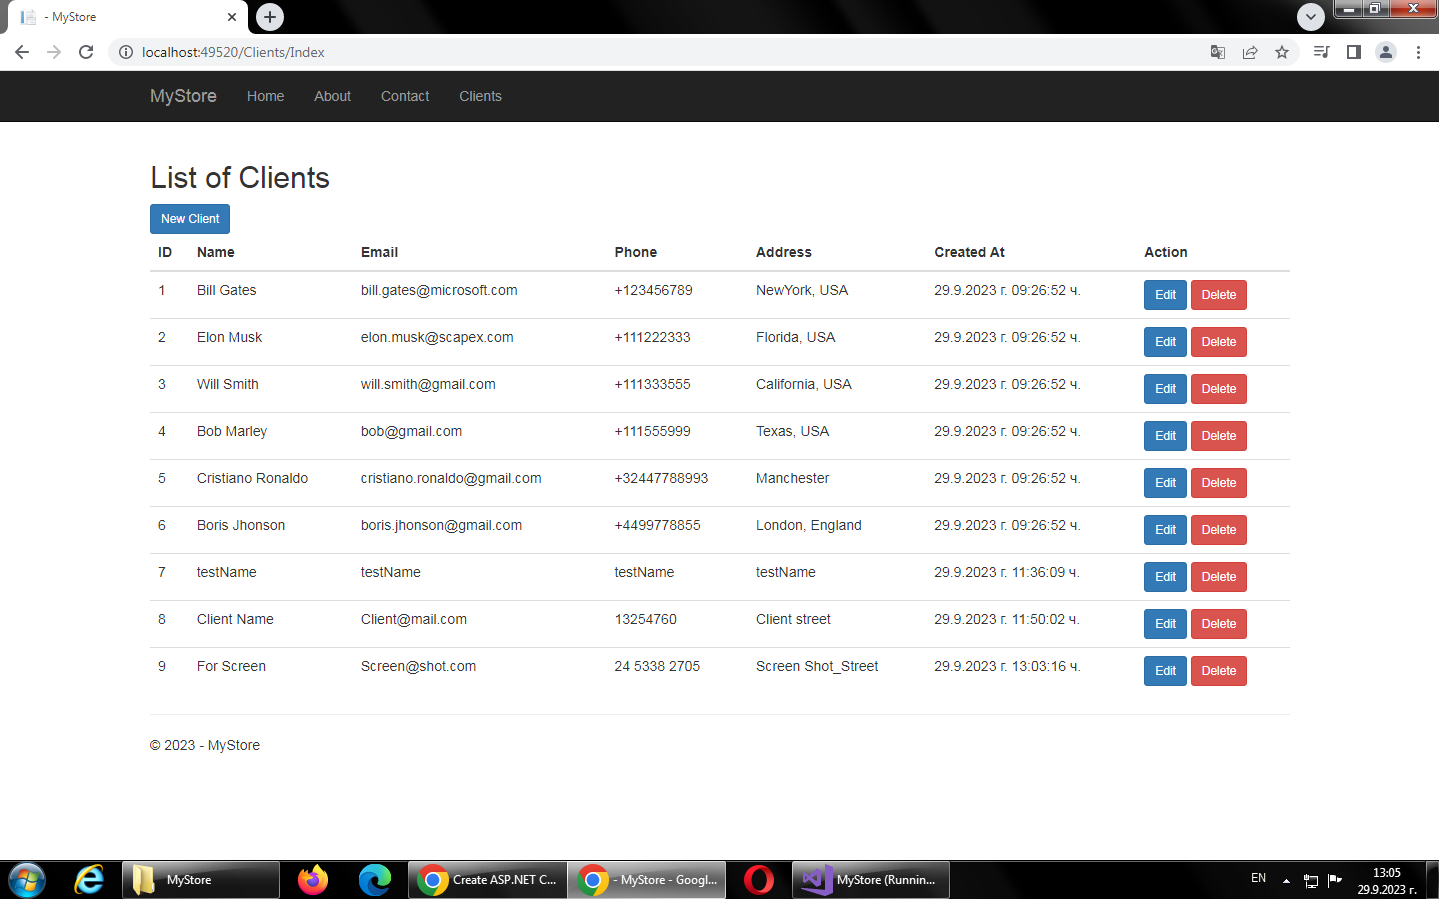 - MyStore
localhost:49520/Clients/Index
MyStore Home About Contact Clients
List of Clients
New Client
ID Name Email Phone Address Created At Action
1 Bill Gates bill.gates@microsoft.com +123456789 NewYork, USA 29.9.2023 г. 09:26:52 ч. Edit Delete
2 Elon Musk elon.musk@scapex.com +111222333 Florida, USA 29.9.2023 г. 09:26:52 ч. Edit Delete
3 Will Smith will.smith@gmail.com +111333555 California, USA 29.9.2023 г. 09:26:52 ч. Edit Delete
4 Bob Marley bob@gmail.com +111555999 Texas, USA 29.9.2023 г. 09:26:52 ч. Edit Delete
5 Cristiano Ronaldo cristiano.ronaldo@gmail.com +32447788993 Manchester 29.9.2023 г. 09:26:52 ч. Edit Delete
6 Boris Jhonson boris.jhonson@gmail.com +4499778855 London, England 29.9.2023 г. 09:26:52 ч. Edit Delete
7 testName testName testName testName 29.9.2023 г. 11:36:09 ч. Edit Delete
8 Client Name Client@mail.com 13254760 Client street 29.9.2023 г. 11:50:02 ч. Edit Delete
9 For Screen Screen@shot.com 24 5338 2705 Screen Shot_Street 29.9.2023 г. 13:03:16 ч. Edit Delete
© 2023 - MyStore
MyStore Create ASP.NET C... - MyStore - Googl... MyStore (Runnin... EN 13:05
29.9.2023 г.